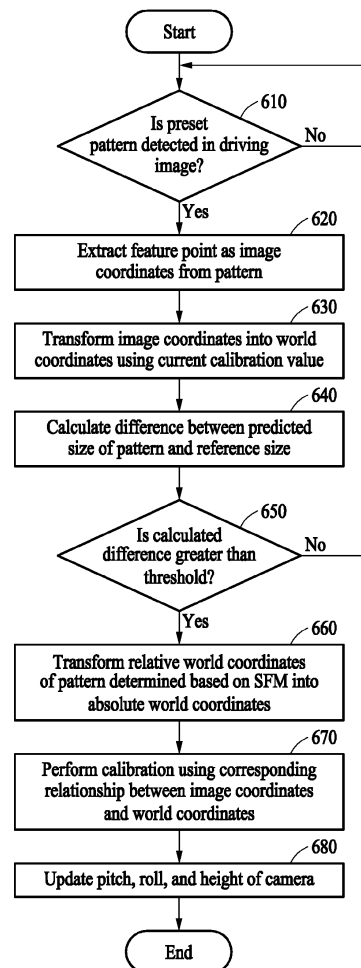 Start
610
Is preset
pattern detected in driving
image?
No
Yes
620
Extract feature point as image
coordinates from pattern
630
Transform image coordinates into world
coordinates using current calibration value
640
Calculate difference between predicted
size of pattern and reference size
650
Is calculated
difference greater than
threshold?
No
Yes
660
Transform relative world coordinates
of pattern determined based on SFM into
absolute world coordinates
670
Perform calibration using corresponding
relationship between image coordinates
and world coordinates
680
Update pitch, roll, and height of camera
End